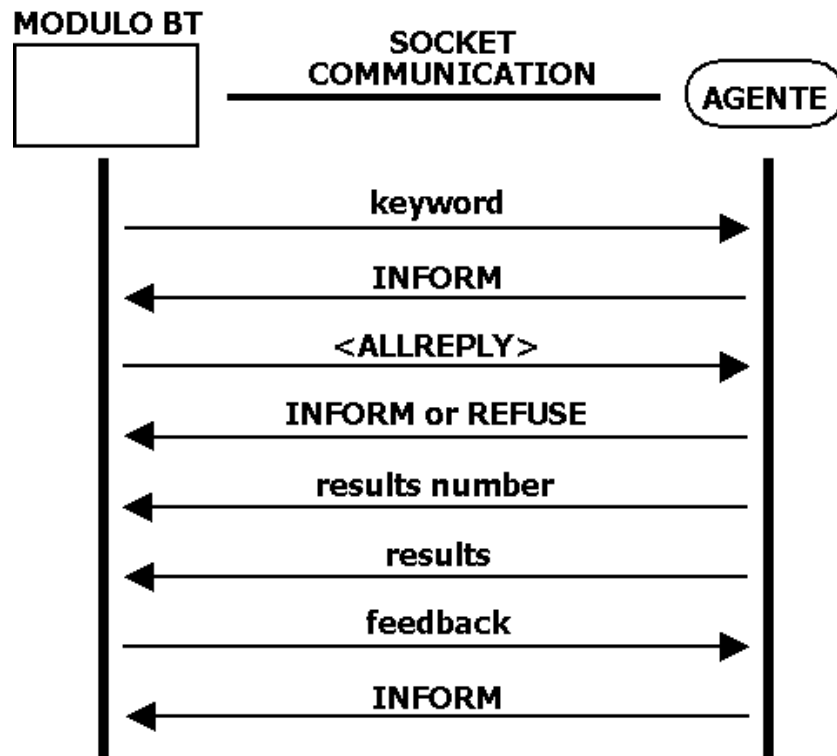 MODULO BT
SOCKET
COMMUNICATION
AGENTE
keyword
INFORM
<ALLREPLY>
INFORM or REFUSE
results number
results
feedback
INFORM